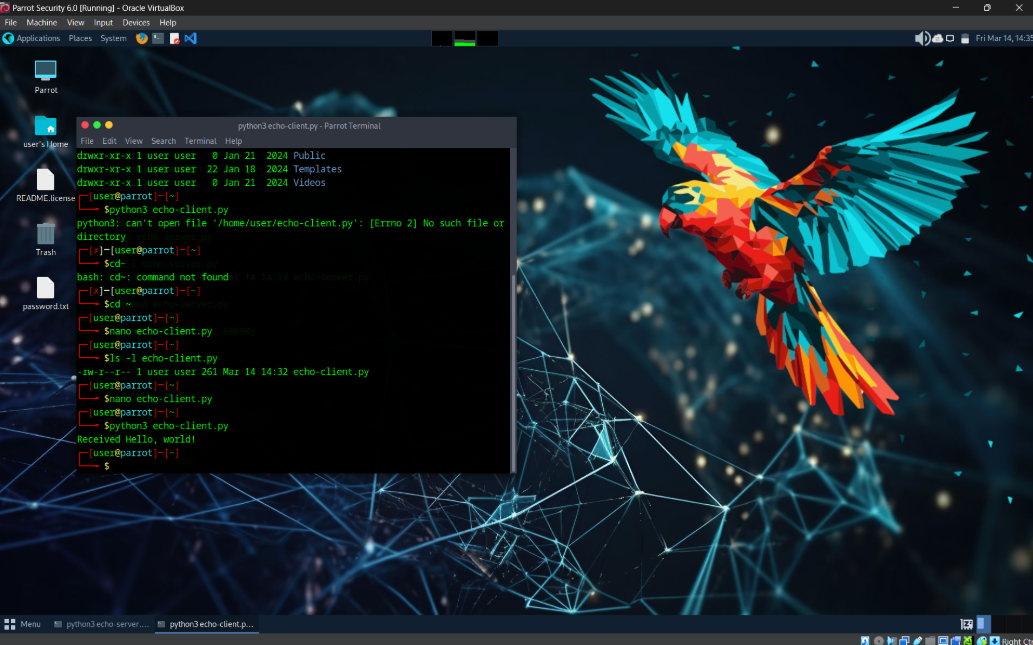 Parrot Security 6.0 [Running] - Oracle VirtualBox
File Machine View Input Devices Help
Applications Places System
Fri Mar 14, 14:35
Parrot
user's Home
README.license
Trash
password.txt
python3 echo-client.py - Parrot Terminal
File Edit View Search Terminal Help
drwxr-xr-x 1 user user 0 Jan 21 2024 Public
drwxr-xr-x 1 user user 22 Jan 18 2024 Templates
drwxr-xr-x 1 user user 0 Jan 21 2024 Videos
┌─[user@parrot]─[~]
└──╼ $python3 echo-client.py
python3: can't open file '/home/user/echo-client.py': [Errno 2] No such file or
directory
┌─[✗]─[user@parrot]─[~]
└──╼ $cd~
bash: cd~: command not found
┌─[✗]─[user@parrot]─[~]
└──╼ $cd ~
┌─[user@parrot]─[~]
└──╼ $nano echo-client.py
┌─[user@parrot]─[~]
└──╼ $ls -l echo-client.py
-rw-r--r-- 1 user user 261 Mar 14 14:32 echo-client.py
┌─[user@parrot]─[~]
└──╼ $nano echo-client.py
┌─[user@parrot]─[~]
└──╼ $python3 echo-client.py
Received Hello, world!
┌─[user@parrot]─[~]
└──╼ $
Menu python3 echo-server.... python3 echo-client.p...
Right Ctr